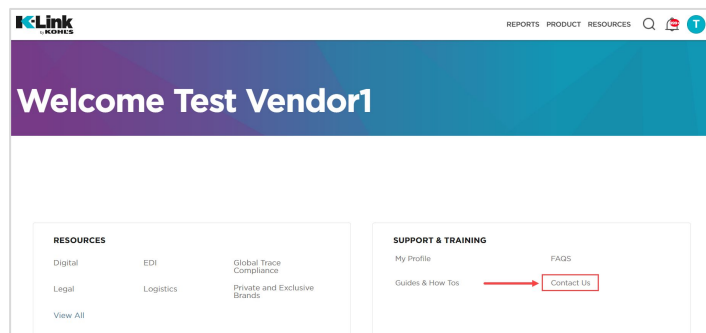 K-Link
by KOHL'S
REPORTS PRODUCT RESOURCES
T
Welcome Test Vendor1
RESOURCES
Digital EDI Global Trace
Compliance
Legal Logistics Private and Exclusive
Brands
View All
SUPPORT & TRAINING
My Profile FAQS
Guides & How Tos Contact Us